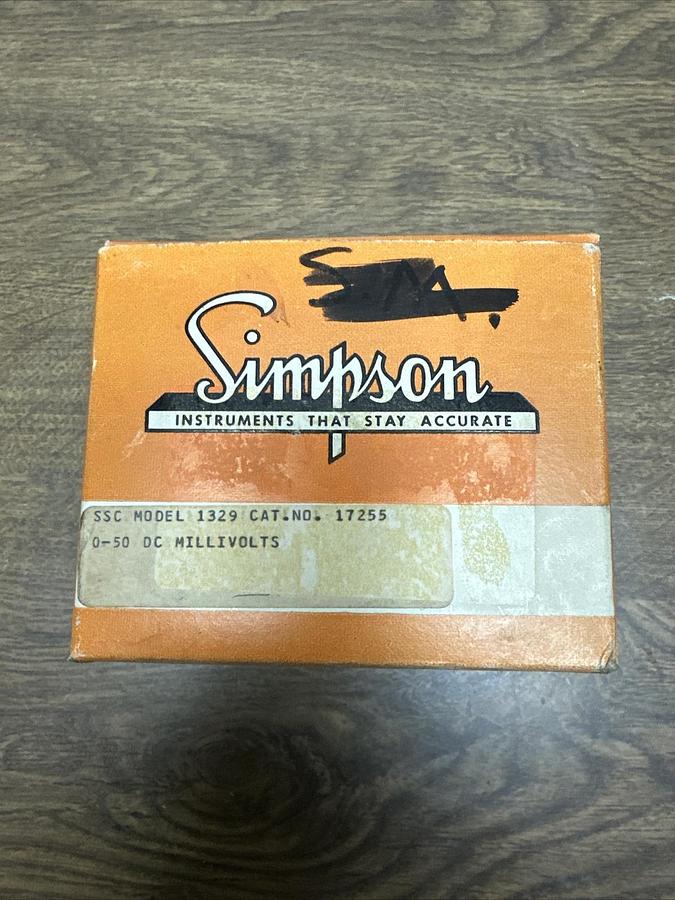 S.M.
Simpson
INSTRUMENTS THAT STAY ACCURATE
SSC MODEL 1329 CAT.NO. 17255
0-50 DC MILLIVOLTS